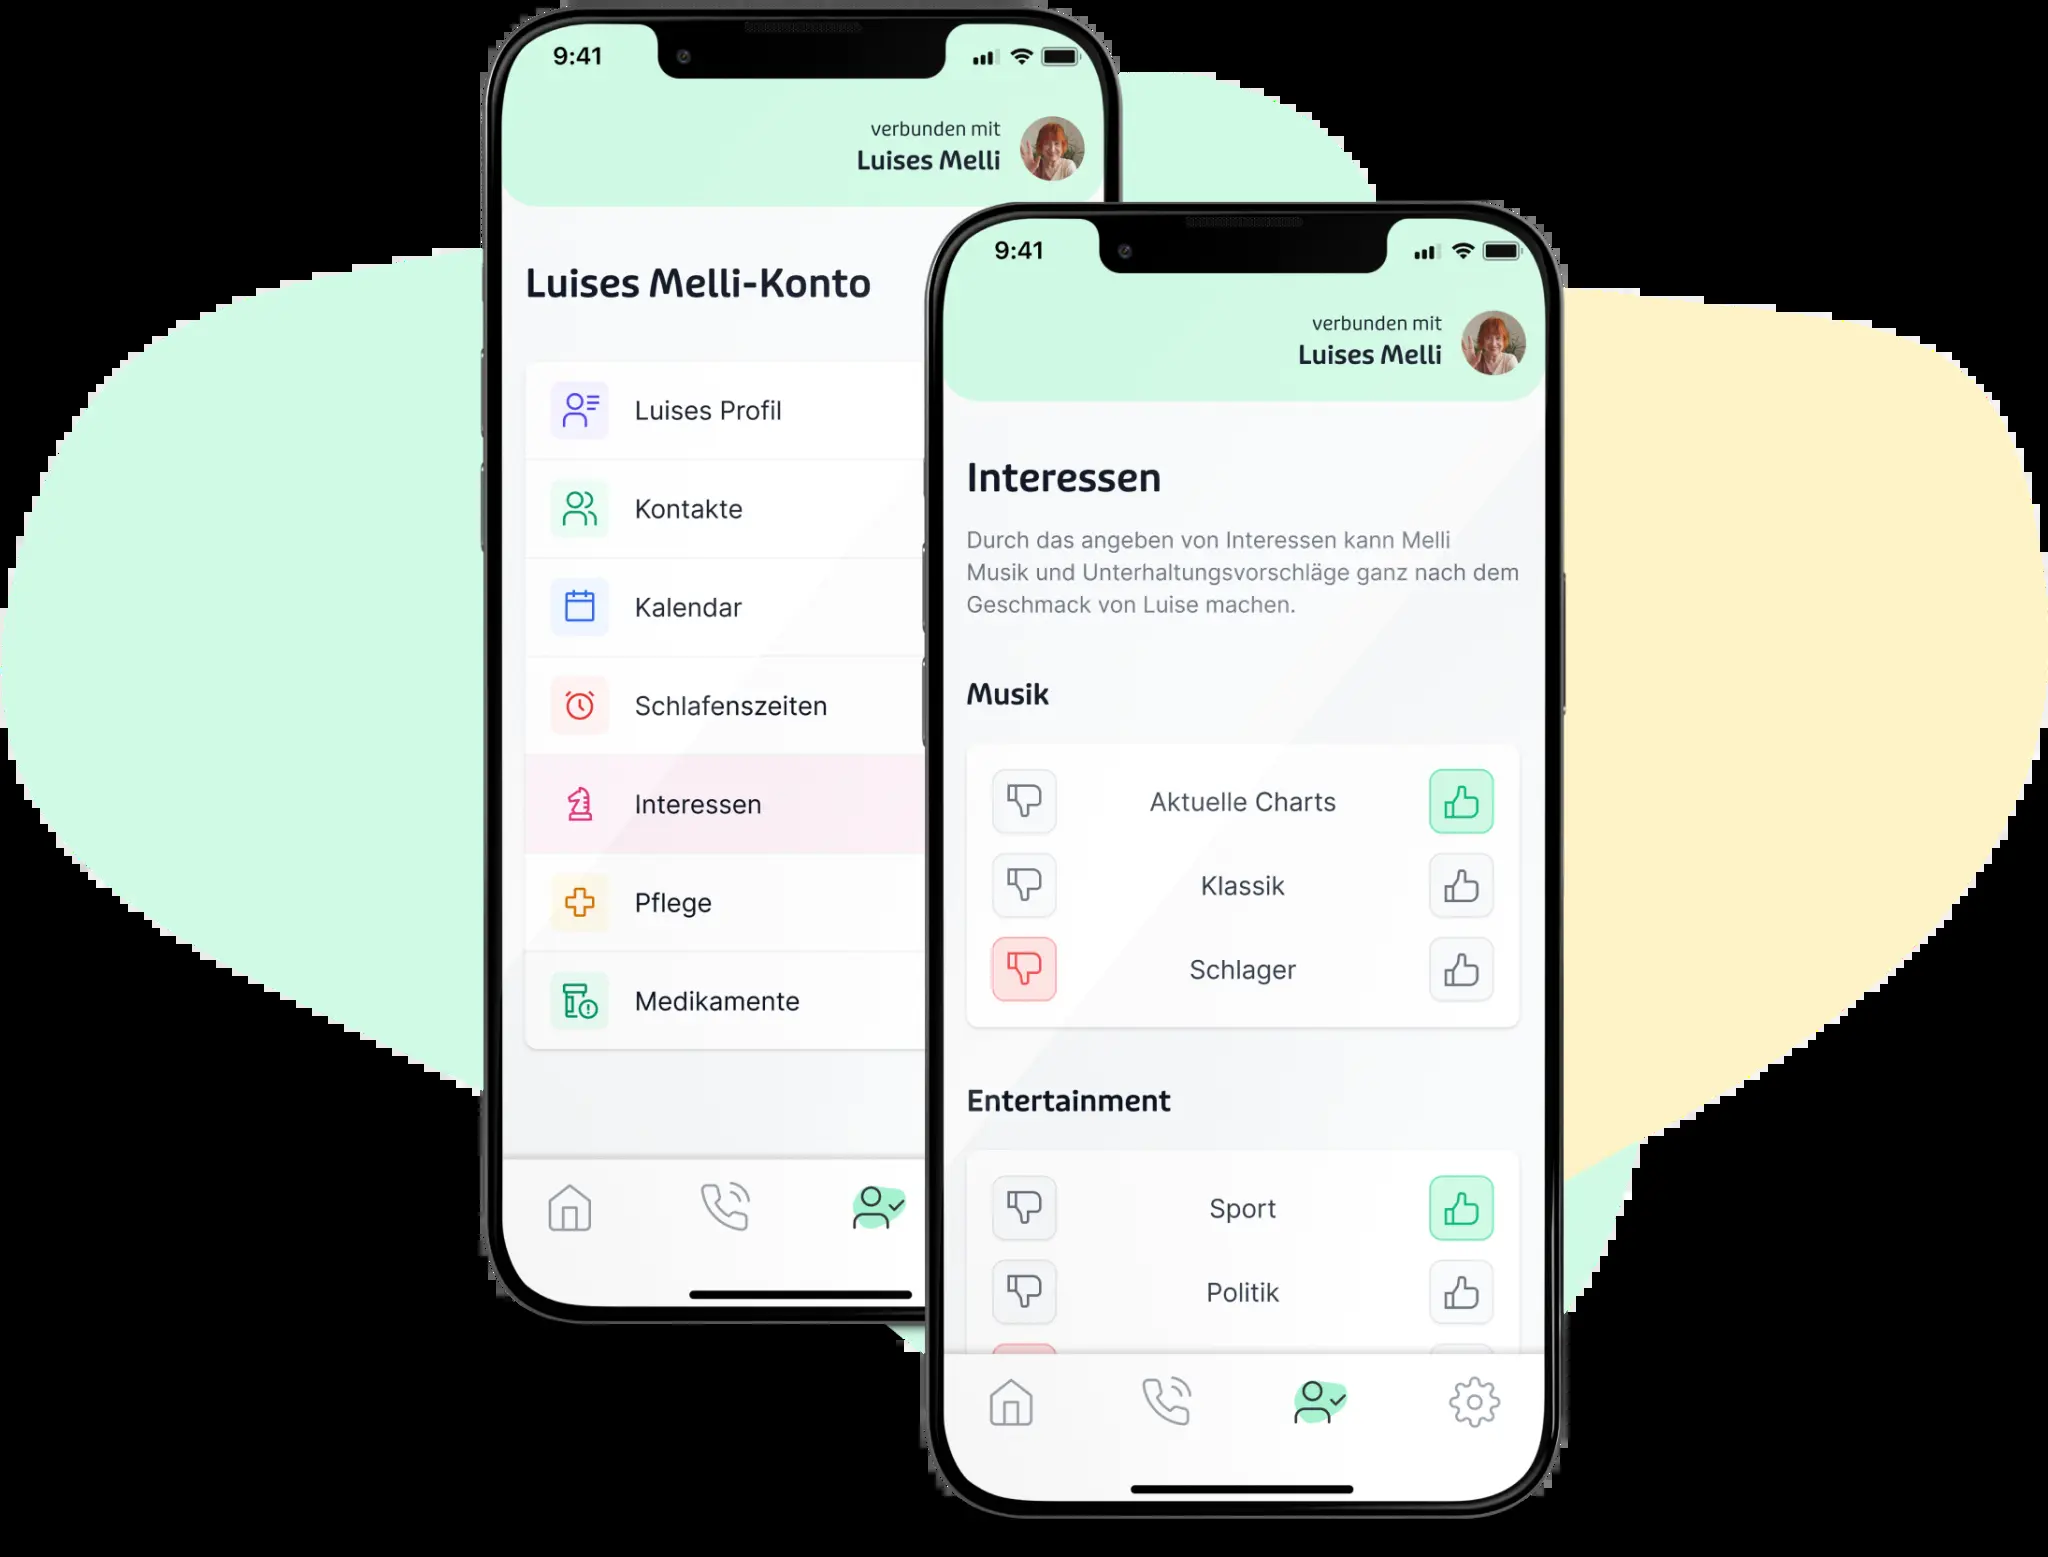 9:41
verbunden mit
Luises Melli
Luises Melli-Konto
Luises Profil
Kontakte
Kalendar
Schlafenszeiten
Interessen
Pflege
Medikamente
9:41
verbunden mit
Luises Melli
Interessen
Durch das angeben von Interessen kann Melli
Musik und Unterhaltungsvorschläge ganz nach dem
Geschmack von Luise machen.
Musik
Aktuelle Charts
Klassik
Schlager
Entertainment
Sport
Politik